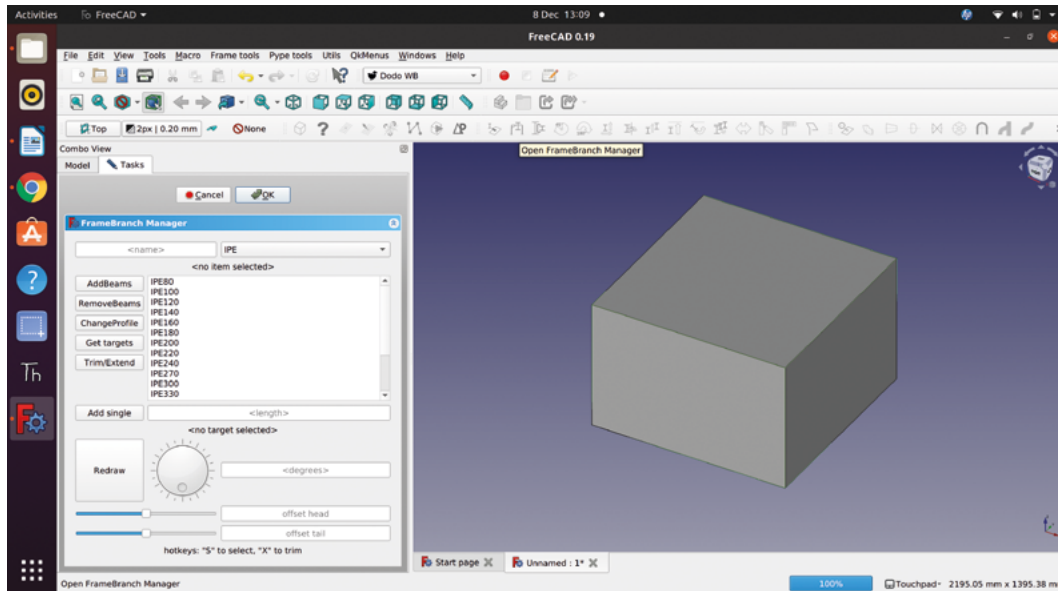 Activities FreeCAD 8 Dec 13:09
FreeCAD 0.19
File Edit View Tools Macro Frame tools Pype tools Utils QkMenus Windows Help
Dodo WB
Top 2px | 0.20 mm None
Combo View
Open FrameBranch Manager
Model Tasks
Cancel OK
FrameBranch Manager
<name> IPE
<no item selected>
AddBeams
RemoveBeams
ChangeProfile
Get targets
Trim/Extend
IPE80
IPE100
IPE120
IPE140
IPE160
IPE180
IPE200
IPE220
IPE240
IPE270
IPE300
IPE330
Add single <length>
<no target selected>
Redraw <degrees>
offset head
offset tail
hotkeys: "S" to select, "X" to trim
Th
Start page Unnamed : 1*
Open FrameBranch Manager 100% Touchpad 2195.05 mm x 1395.38 m